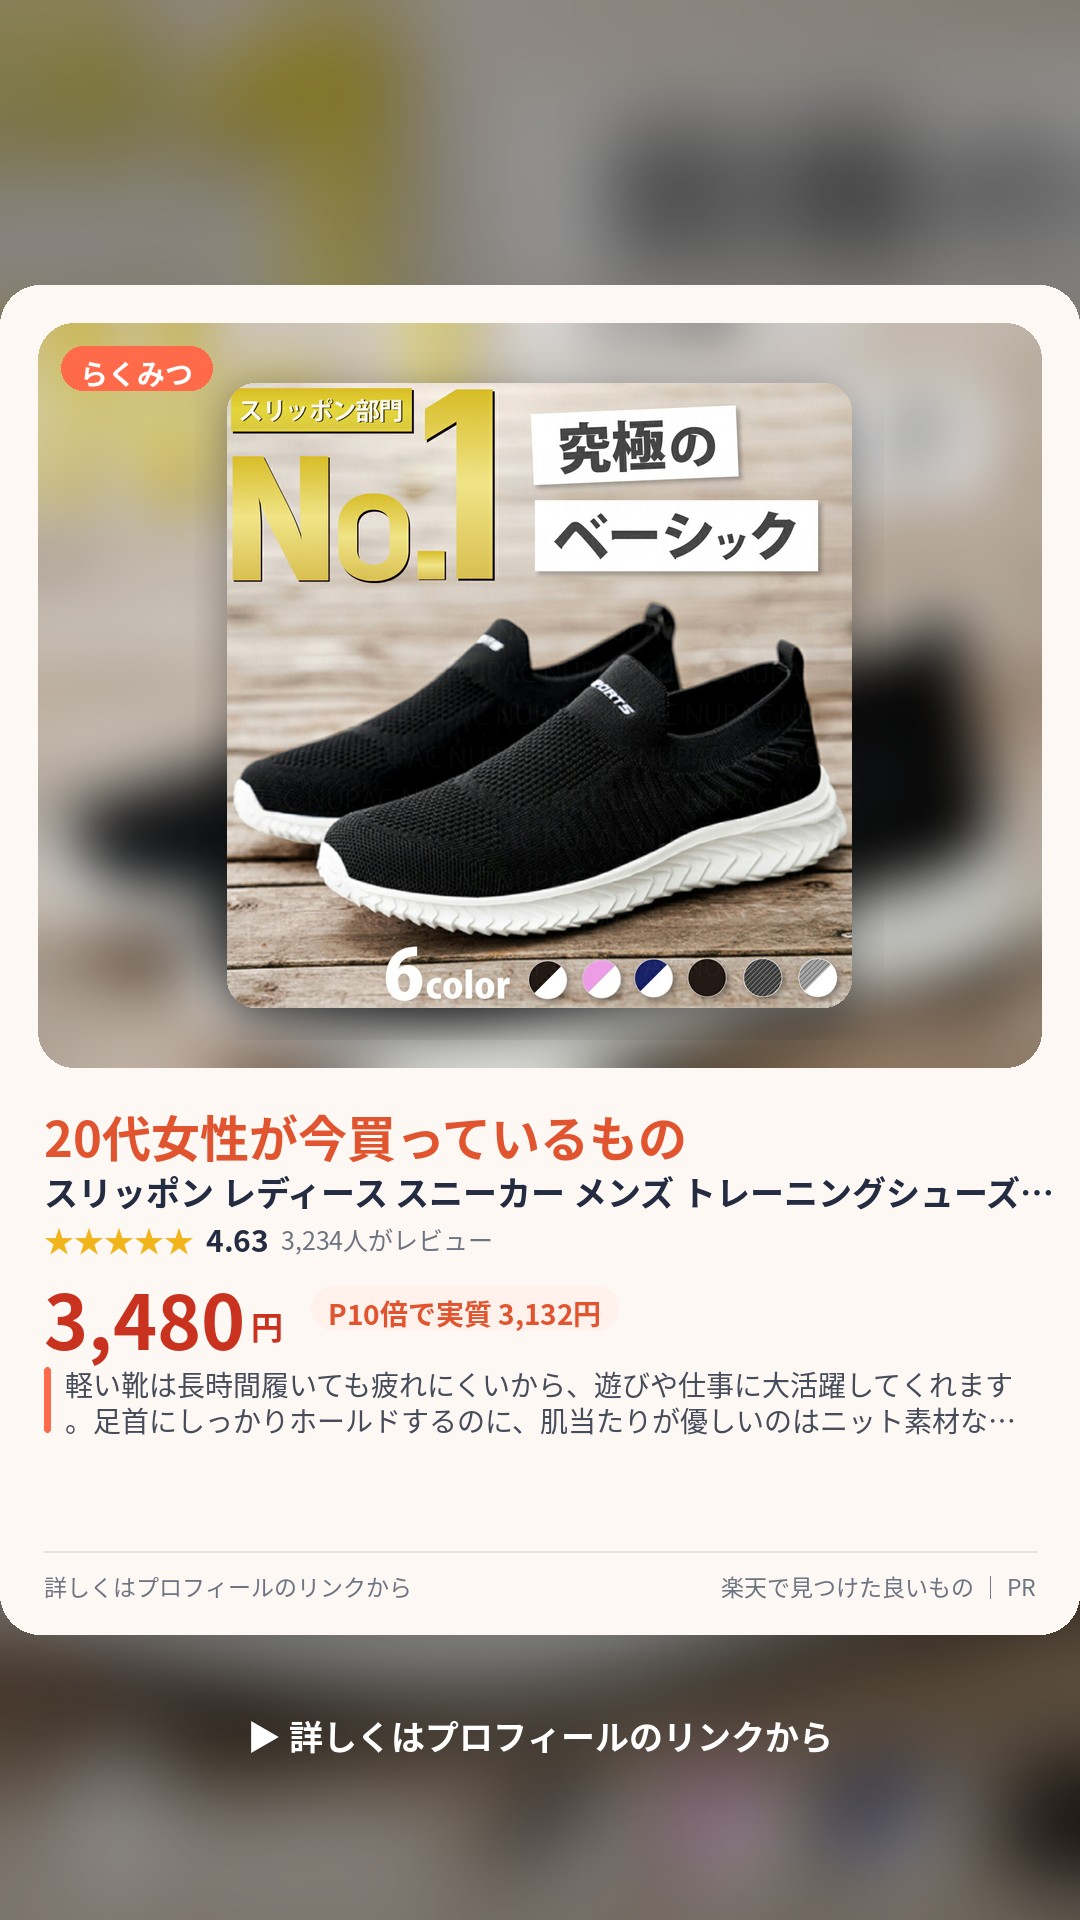 らくみつ
スリッポン部門
No.1
究極の
ベーシック
SPORTS
6color
20代女性が今買っているもの
スリッポン レディース スニーカー メンズ トレーニングシューズ…
★★★★★ 4.63 3,234人がレビュー
3,480円 P10倍で実質 3,132円
軽い靴は長時間履いても疲れにくいから、遊びや仕事に大活躍してくれます
。足首にしっかりホールドするのに、肌当たりが優しいのはニット素材な…
詳しくはプロフィールのリンクから
楽天で見つけた良いもの | PR
▶ 詳しくはプロフィールのリンクから